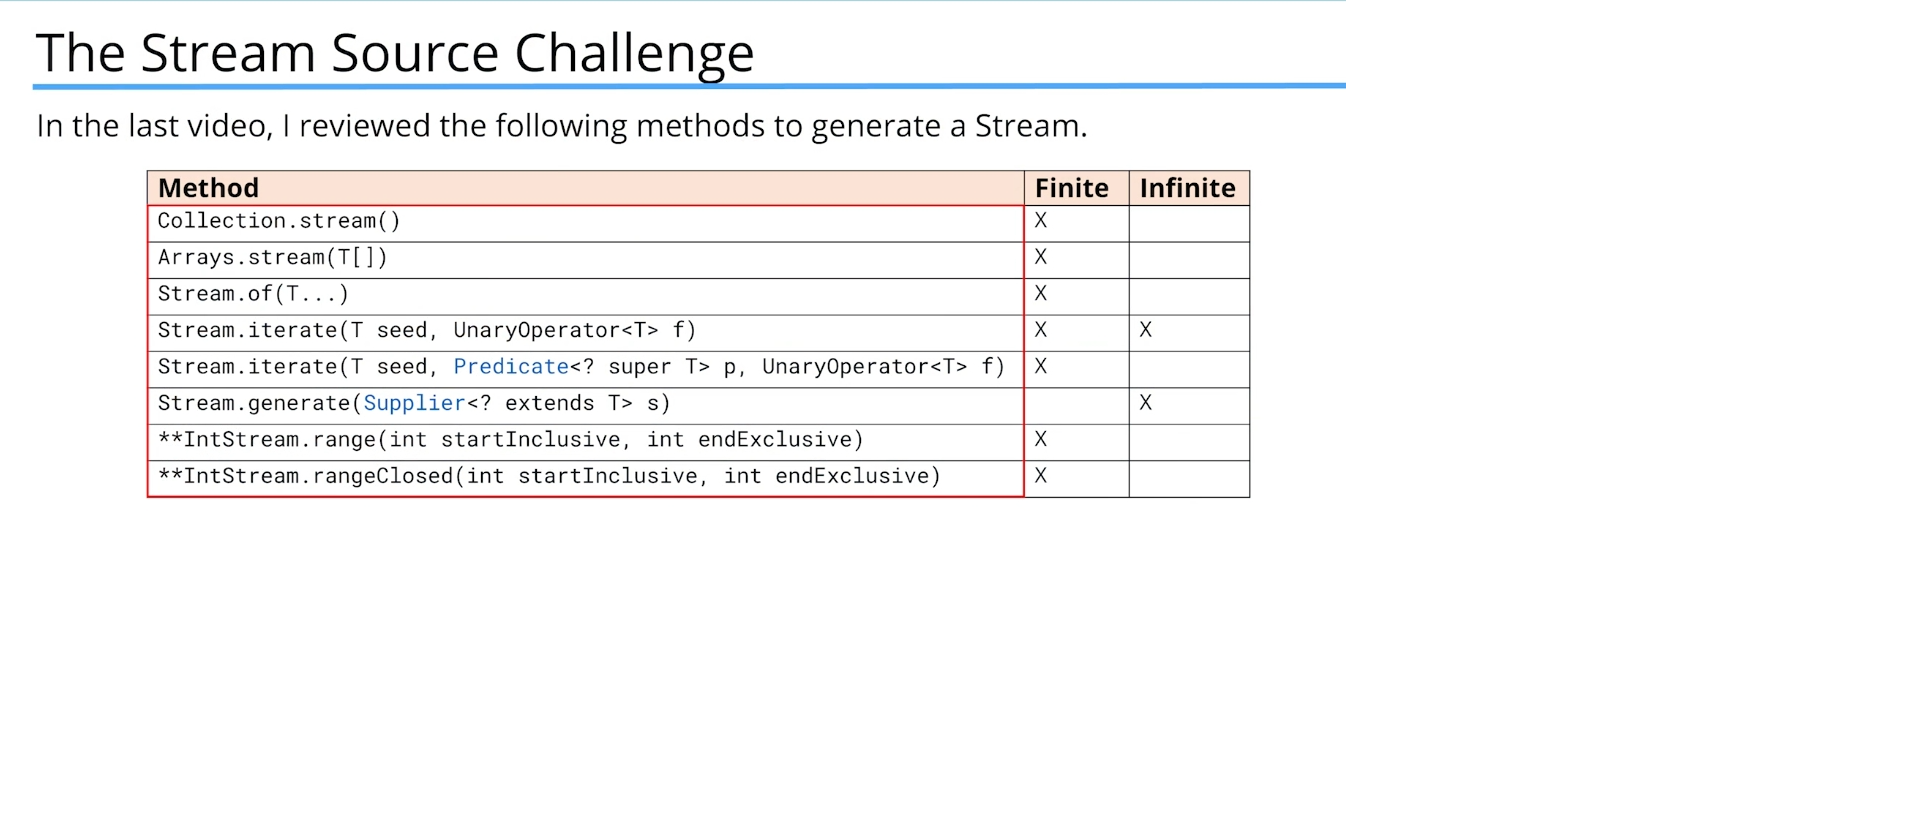 The Stream Source Challenge
In the last video, I reviewed the following methods to generate a Stream.
Method Finite Infinite
Collection.stream() X
Arrays.stream(T[]) X
Stream.of(T...) X
Stream.iterate(T seed, UnaryOperator<T> f) X X
Stream.iterate(T seed, Predicate<? super T> p, UnaryOperator<T> f) X
Stream.generate(Supplier<? extends T> s) X
**IntStream.range(int startInclusive, int endExclusive) X
**IntStream.rangeClosed(int startInclusive, int endExclusive) X